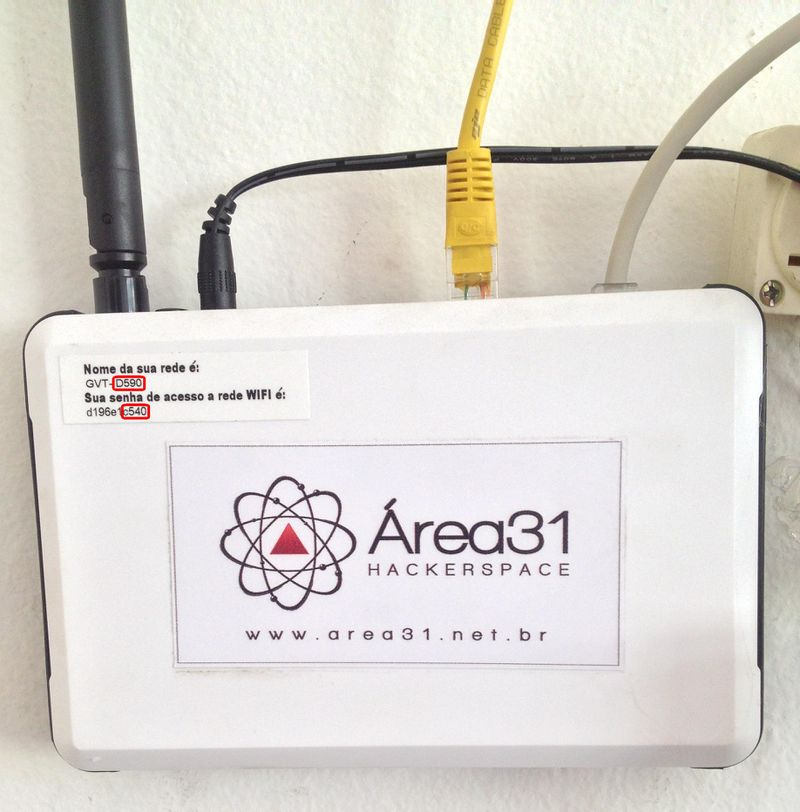 DATA CABLE
Nome da sua rede é:
GVT-D590
Sua senha de acesso a rede WIFI é:
d196e1c540
Área31
HACKERSPACE
www.area31.net.br